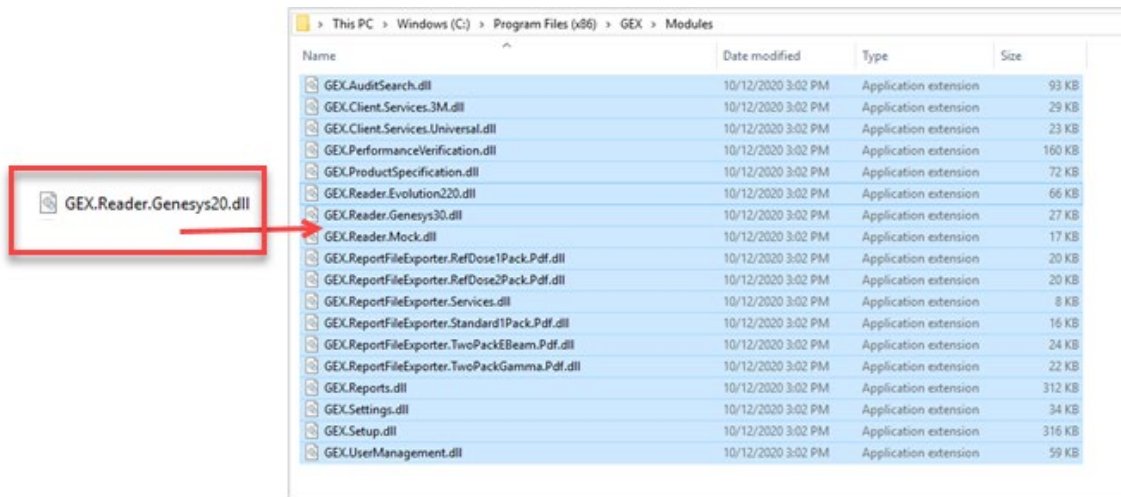 This PC > Windows (C:) > Program Files (x86) > GEX > Modules
Name Date modified Type Size
GEX.AuditSearch.dll 10/12/2020 3:02 PM Application extension 93 KB
GEX.Client.Services.3M.dll 10/12/2020 3:02 PM Application extension 29 KB
GEX.Client.Services.Universal.dll 10/12/2020 3:02 PM Application extension 23 KB
GEX.PerformanceVerification.dll 10/12/2020 3:02 PM Application extension 160 KB
GEX.ProductSpecification.dll 10/12/2020 3:02 PM Application extension 72 KB
GEX.Reader.Evolution220.dll 10/12/2020 3:02 PM Application extension 66 KB
GEX.Reader.Genesys20.dll
GEX.Reader.Genesys30.dll 10/12/2020 3:02 PM Application extension 27 KB
GEX.Reader.Mock.dll 10/12/2020 3:02 PM Application extension 17 KB
GEX.ReportFileExporter.RefDose1Pack.Pdf.dll 10/12/2020 3:02 PM Application extension 20 KB
GEX.ReportFileExporter.RefDose2Pack.Pdf.dll 10/12/2020 3:02 PM Application extension 20 KB
GEX.ReportFileExporter.Services.dll 10/12/2020 3:02 PM Application extension 8 KB
GEX.ReportFileExporter.Standard1Pack.Pdf.dll 10/12/2020 3:02 PM Application extension 16 KB
GEX.ReportFileExporter.TwoPackEBeam.Pdf.dll 10/12/2020 3:02 PM Application extension 24 KB
GEX.ReportFileExporter.TwoPackGamma.Pdf.dll 10/12/2020 3:02 PM Application extension 22 KB
GEX.Reports.dll 10/12/2020 3:02 PM Application extension 312 KB
GEX.Settings.dll 10/12/2020 3:02 PM Application extension 34 KB
GEX.Setup.dll 10/12/2020 3:02 PM Application extension 316 KB
GEX.UserManagement.dll 10/12/2020 3:02 PM Application extension 59 KB